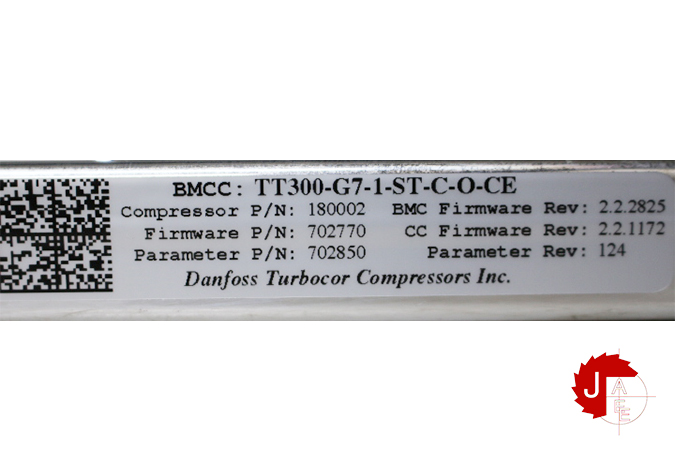 BMCC: TT300-G7-1-ST-C-O-CE
Compressor P/N: 180002 BMC Firmware Rev: 2.2.2825
Firmware P/N: 702770 CC Firmware Rev: 2.2.1172
Parameter P/N: 702850 Parameter Rev: 124
Danfoss Turbocor Compressors Inc.
J